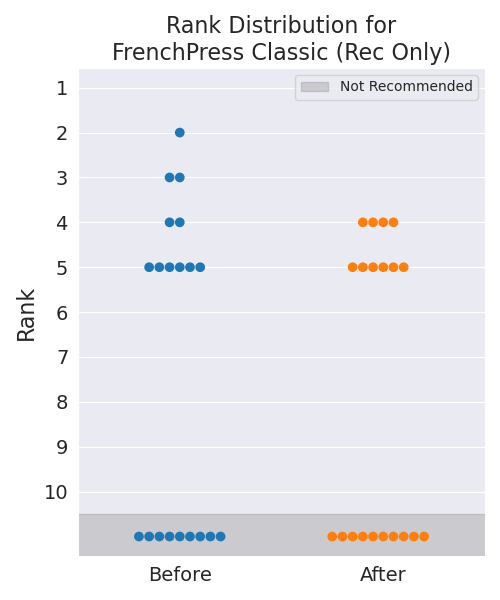 Rank Distribution for
FrenchPress Classic (Rec Only)
Not Recommended
1
2
3
4
5
6
7
8
9
10
Rank
Before
After